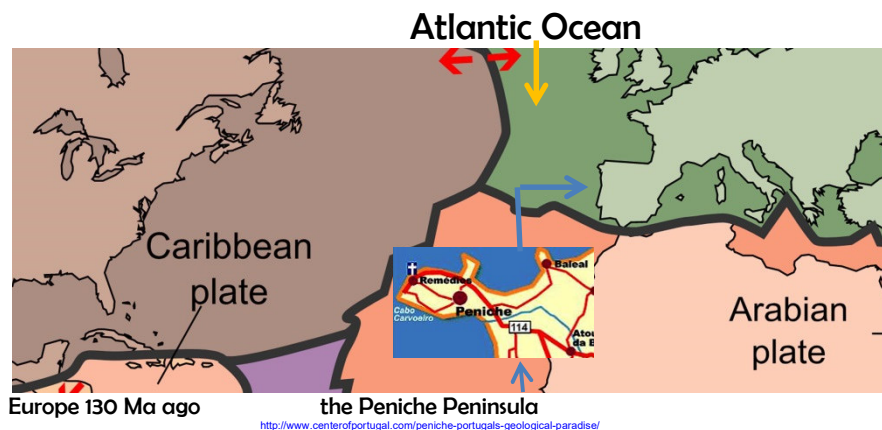 Atlantic Ocean
Caribbean
plate
Remédios
Baleal
Cabo
Carvoeiro
Peniche
114
Atou
da B
Arabian
plate
Europe 130 Ma ago
the Peniche Peninsula
http://www.centerofportugal.com/peniche-portugals-geological-paradise/